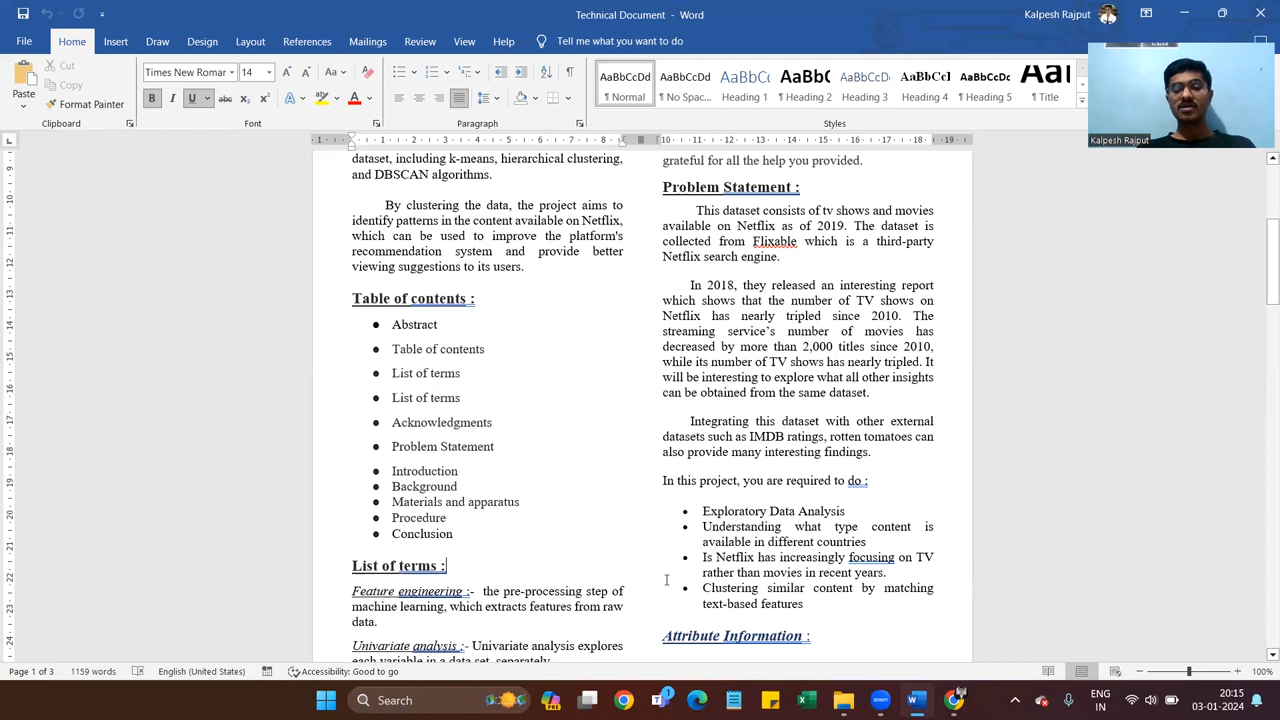 Technical Document - Word
Kalpesh Rajput
File Home Insert Draw Design Layout References Mailings Review View Help Tell me what you want to do
Paste
Cut
Copy
Format Painter
Clipboard
Times New Romar 14
Font
Paragraph
AaBbCcDd AaBbCcDd AaBbCc AaBbC AaBbCcDd AaBbCcI AaBbCcDd AaI
¶ Normal ¶ No Spac... Heading 1 ¶ Heading 2 Heading 3 Heading 4 ¶ Heading 5 ¶ Title
Styles
Kalpesh Rajput
dataset, including k-means, hierarchical clustering,
and DBSCAN algorithms.
By clustering the data, the project aims to
identify patterns in the content available on Netflix,
which can be used to improve the platform's
recommendation system and provide better
viewing suggestions to its users.
Table of contents :
● Abstract
● Table of contents
● List of terms
● List of terms
● Acknowledgments
● Problem Statement
● Introduction
● Background
● Materials and apparatus
● Procedure
● Conclusion
List of terms :
Feature engineering :- the pre-processing step of
machine learning, which extracts features from raw
data.
Univariate analysis :- Univariate analysis explores
each variable in a data set, separately
grateful for all the help you provided.
Problem Statement :
This dataset consists of tv shows and movies
available on Netflix as of 2019. The dataset is
collected from Flixable which is a third-party
Netflix search engine.
In 2018, they released an interesting report
which shows that the number of TV shows on
Netflix has nearly tripled since 2010. The
streaming service's number of movies has
decreased by more than 2,000 titles since 2010,
while its number of TV shows has nearly tripled. It
will be interesting to explore what all other insights
can be obtained from the same dataset.
Integrating this dataset with other external
datasets such as IMDB ratings, rotten tomatoes can
also provide many interesting findings.
In this project, you are required to do :
• Exploratory Data Analysis
• Understanding what type content is
available in different countries
• Is Netflix has increasingly focusing on TV
rather than movies in recent years.
• Clustering similar content by matching
text-based features
Attribute Information :
Page 1 of 3 1159 words English (United States) Accessibility: Good to go 100%
Search
ENG
IN
20:15
03-01-2024